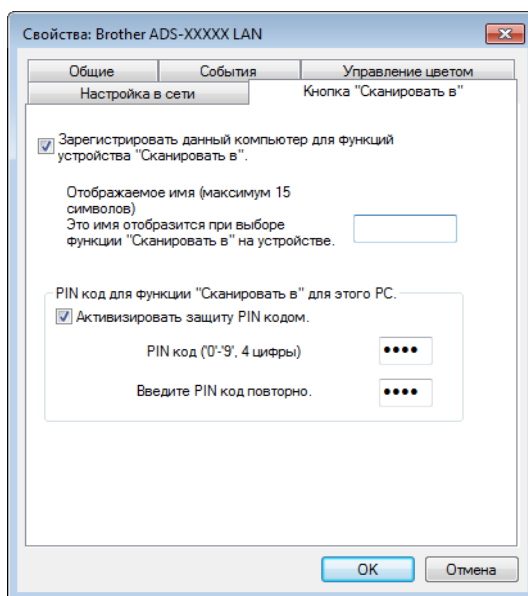 Свойства: Brother ADS-XXXXX LAN
Общие
События
Управление цветом
Настройка в сети
Кнопка "Сканировать в"
Зарегистрировать данный компьютер для функций
устройства "Сканировать в".
Отображаемое имя (максимум 15
символов)
Это имя отобразится при выборе
функции "Сканировать в" на устройстве.
PIN код для функции "Сканировать в" для этого PC.
Активизировать защиту PIN кодом.
PIN код ('0'-'9', 4 цифры)
●●●●
Введите PIN код повторно.
●●●●
OK
Отмена